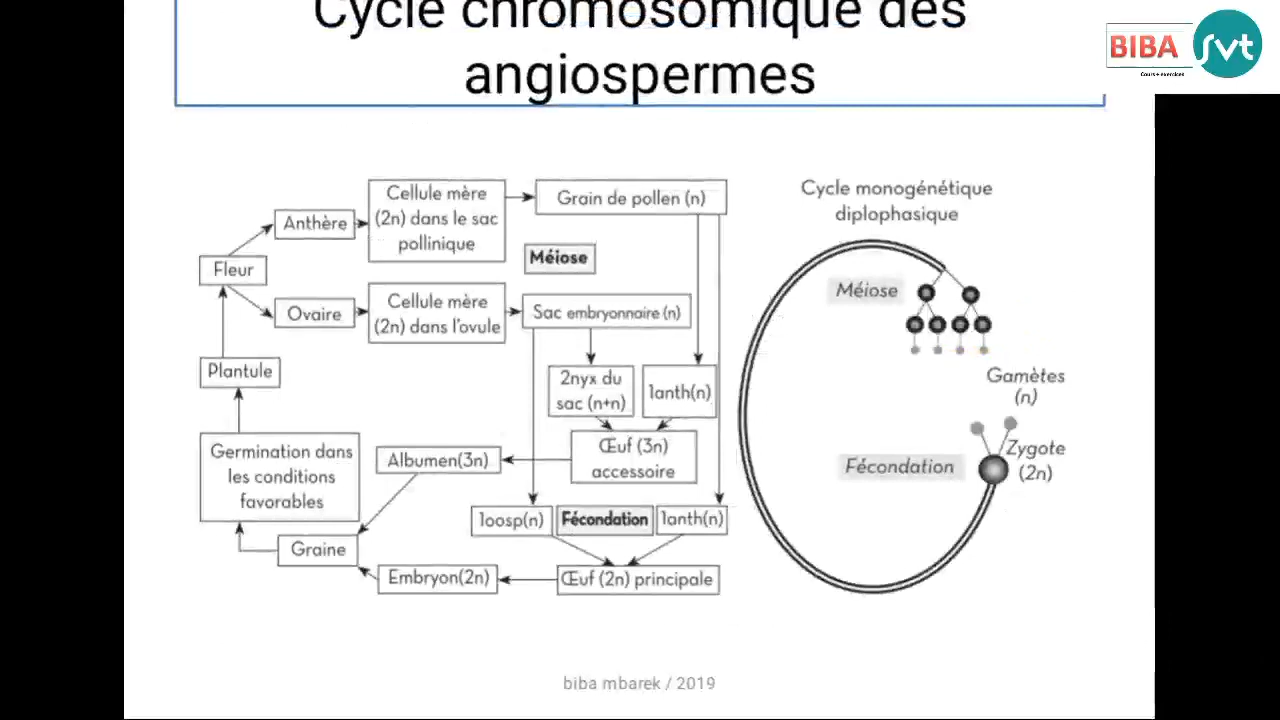 Cycle chromosomique des
angiospermes
BIBA
Cours + exercices
svt
Cellule mère
(2n) dans le sac
pollinique
Grain de pollen (n)
Anthère
Méiose
Fleur
Ovaire
Cellule mère
(2n) dans l'ovule
Sac embryonnaire (n)
Plantule
2nyx du
sac (n+n)
1anth(n)
Germination dans
les conditions
favorables
Albumen(3n)
Œuf (3n)
accessoire
1oosp(n)
Fécondation
1anth(n)
Graine
Embryon(2n)
Œuf (2n) principale
Cycle monogénétique
diplophasique
Méiose
Gamètes
(n)
Fécondation
Zygote
(2n)
biba mbarek / 2019